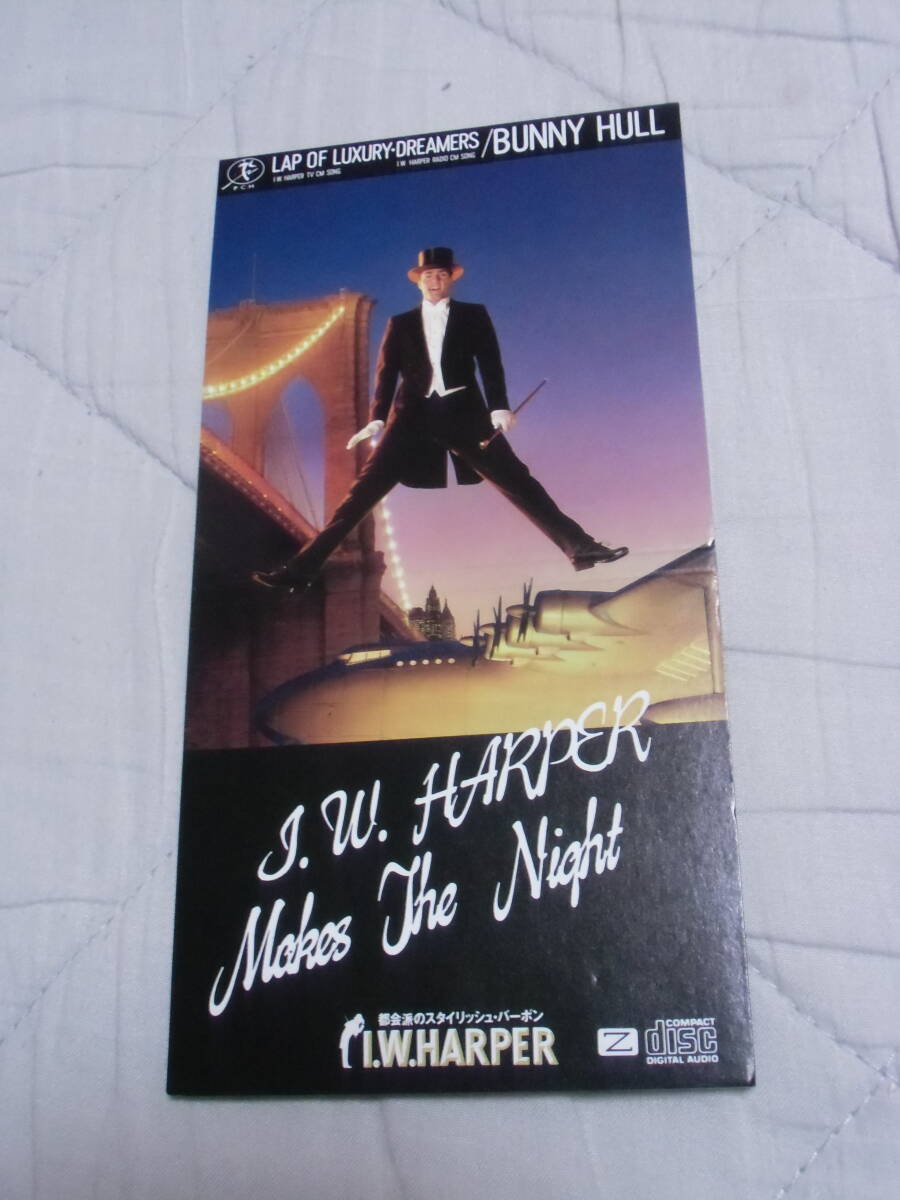 P.C.H
LAP OF LUXURY•DREAMERS/BUNNY HULL
I.W. HARPER TV CM SONG
I.W. HARPER RADIO CM SONG
I.W. HARPER
Makes The Night
都会派のスタイリッシュ・バーボン
I.W.HARPER
Z
COMPACT
disc
DIGITAL AUDIO